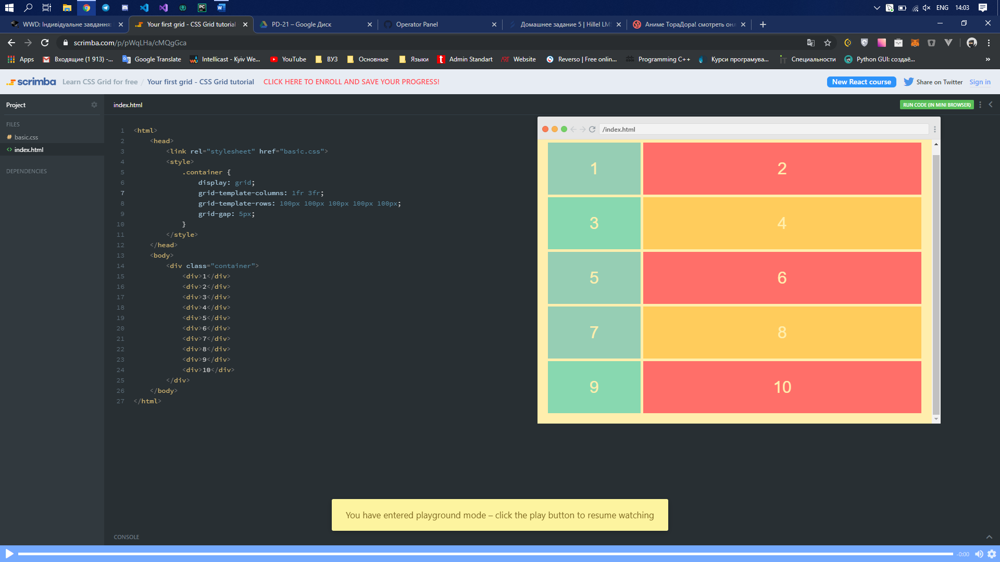 ENG 14:03
WWD: Індивідуальне завдання:
Your first grid - CSS Grid tutorial
PD-21 – Google Диск
Operator Panel
Домашнее задание 5 | Hillel LM
Аниме ТораДора! смотреть онл
scrimba.com/p/pWqLHa/cMQgGca
Apps
Входящие (1 913) -...
Google Translate
Intellicast - Kyiv We...
YouTube
ВУЗ
Основные
Языки
Admin Standart
Website
Reverso | Free onlin...
Programming C++
Курси програмува...
Специальности
Python GUI: создаё...
scrimba
Learn CSS Grid for free / Your first grid - CSS Grid tutorial
CLICK HERE TO ENROLL AND SAVE YOUR PROGRESS!
New React course
Share on Twitter
Sign in
Project
FILES
# basic.css
<> index.html
DEPENDENCIES
index.html
RUN CODE (IN MINI BROWSER)
1 <html>
2 <head>
3 <link rel="stylesheet" href="basic.css">
4 <style>
5 .container {
6 display: grid;
7 grid-template-columns: 1fr 3fr;
8 grid-template-rows: 100px 100px 100px 100px 100px;
9 grid-gap: 5px;
10 }
11 </style>
12 </head>
13 <body>
14 <div class="container">
15 <div>1</div>
16 <div>2</div>
17 <div>3</div>
18 <div>4</div>
19 <div>5</div>
20 <div>6</div>
21 <div>7</div>
22 <div>8</div>
23 <div>9</div>
24 <div>10</div>
25 </div>
26 </body>
27 </html>
/index.html
1 2
3 4
5 6
7 8
9 10
You have entered playground mode – click the play button to resume watching
CONSOLE
-0:00